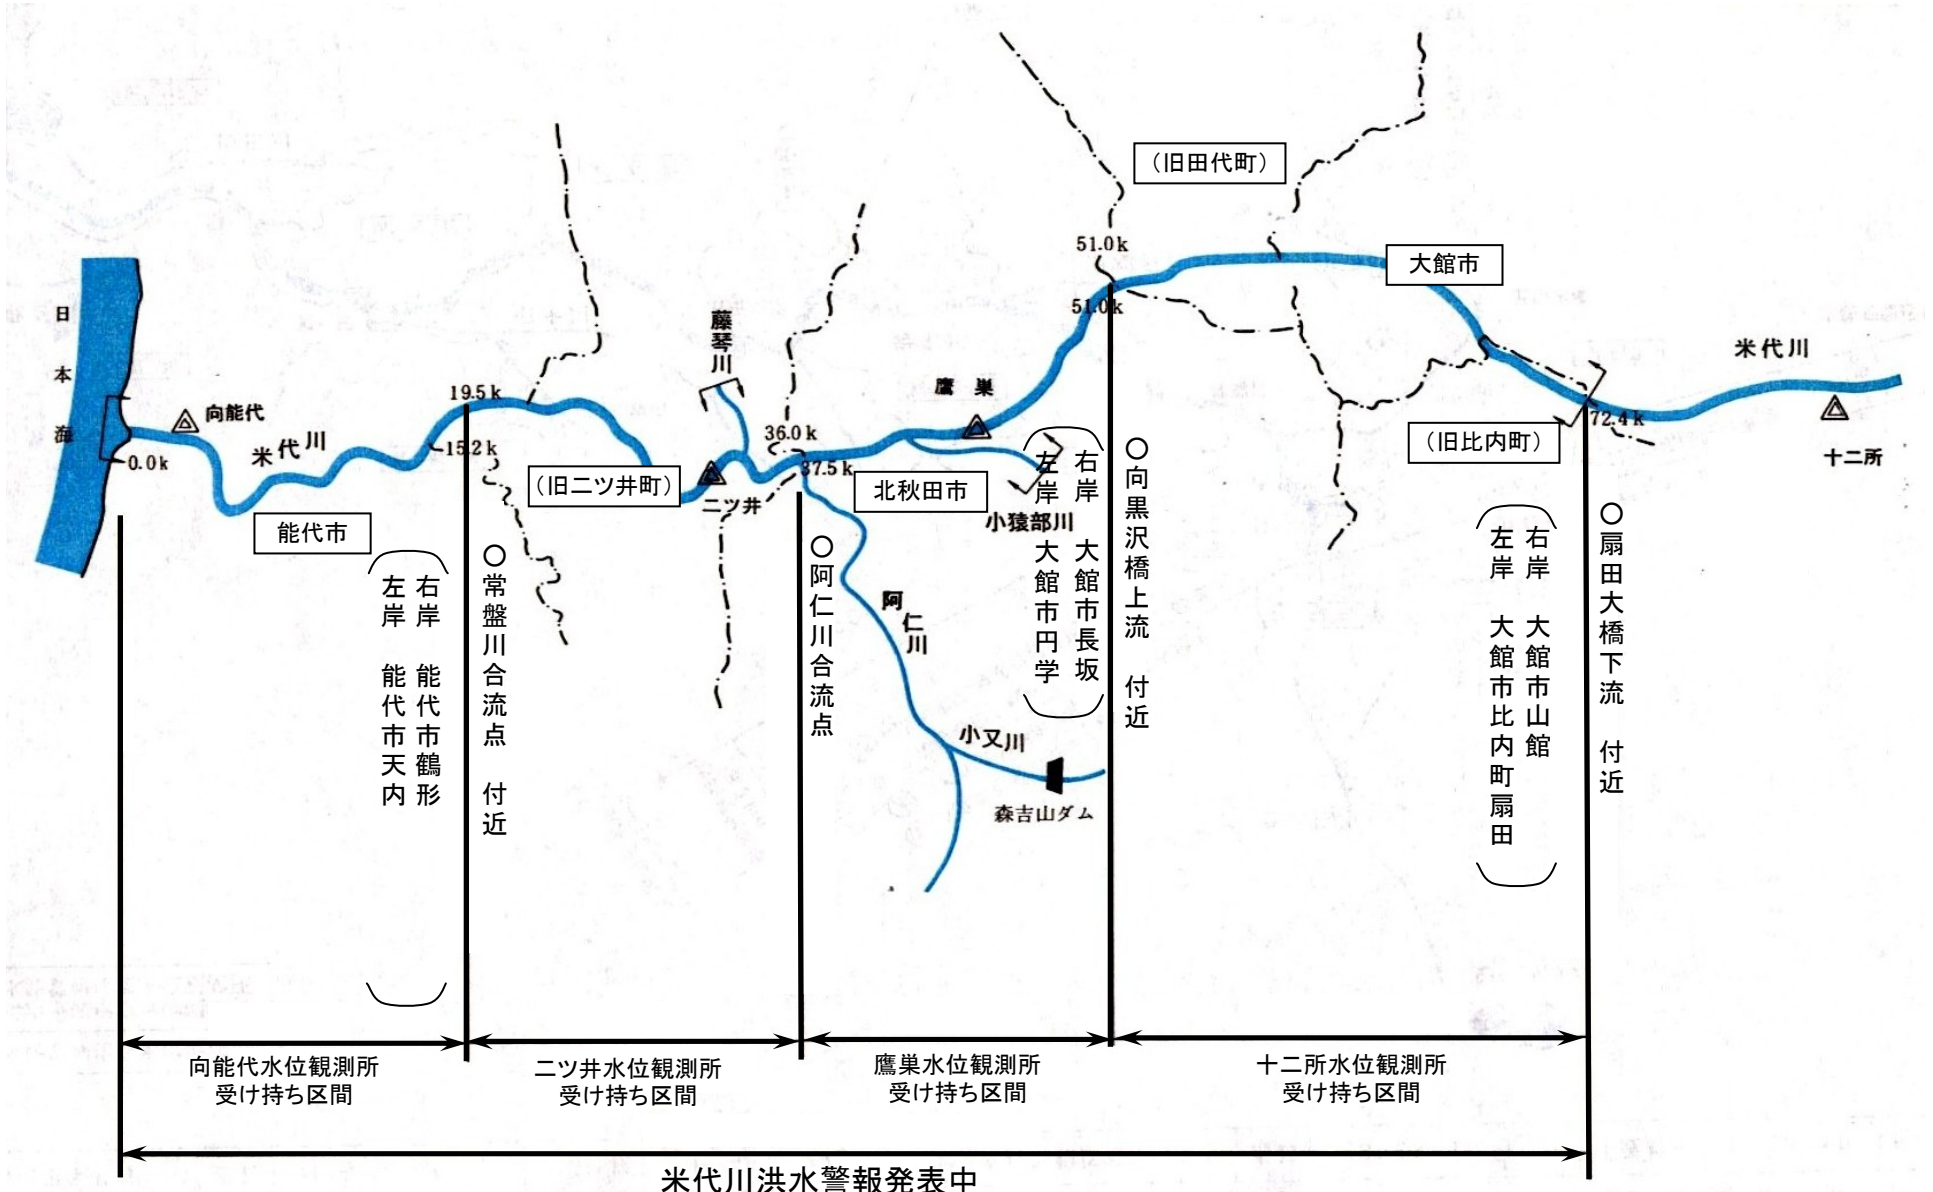 (旧田代町)
51.0k
大館市
51.0k
日本海
藤琴川
米代川
鷹巣
19.5k
向能代
36.0k
72.4k
米代川
15.2k
0.0k
37.5k
(旧比内町)
十二所
(旧二ツ井町)
二ツ井
北秋田市
小猿部川
能代市
○常盤川合流点 付近
右岸 能代市鶴形
左岸 能代市天内
○阿仁川合流点
○向黒沢橋上流 付近
右岸 大館市長坂
左岸 大館市円学
○扇田大橋下流 付近
右岸 大館市山館
左岸 大館市比内町扇田
阿仁川
小又川
森吉山ダム
向能代水位観測所
受け持ち区間
二ツ井水位観測所
受け持ち区間
鷹巣水位観測所
受け持ち区間
十二所水位観測所
受け持ち区間
米代川洪水警報発表中